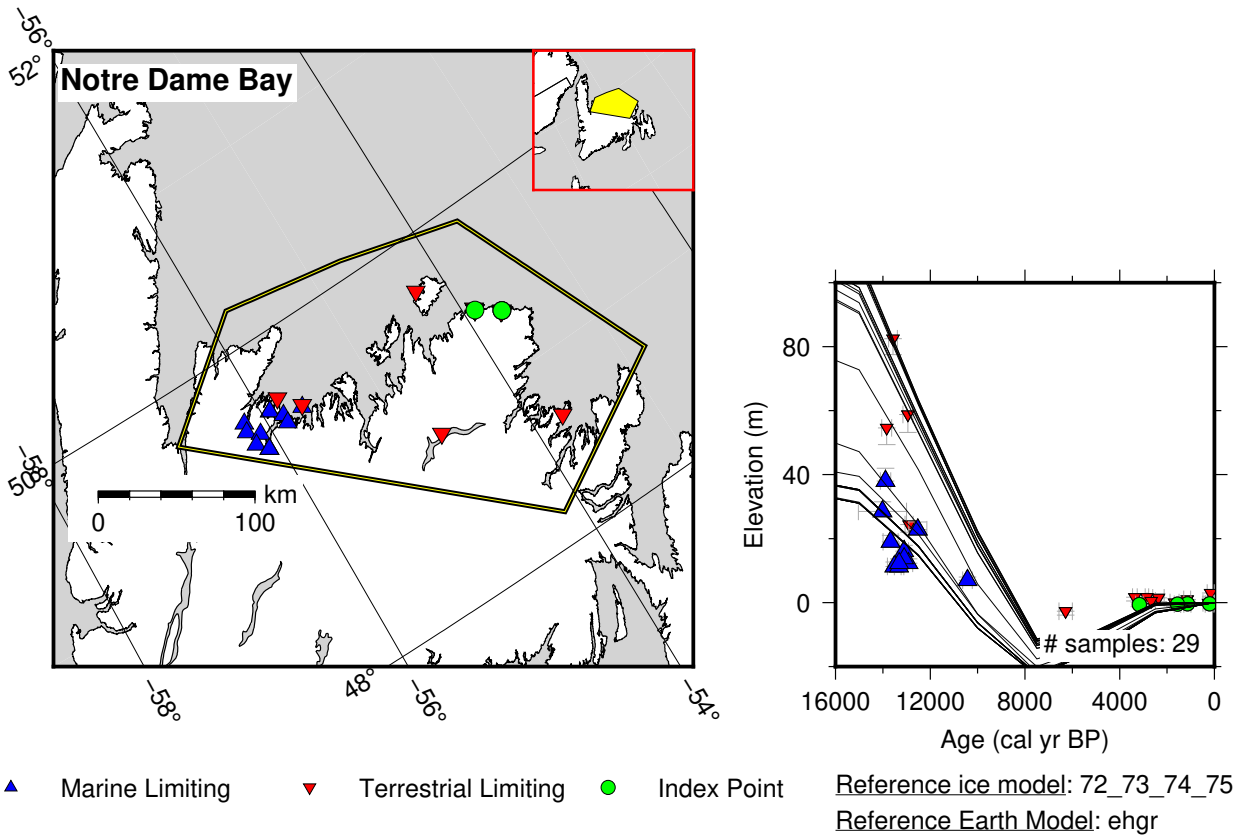 −56°
52°
Notre Dame Bay
−58°
50°
km
0 100
−58°
48°
−56°
−54°
Elevation (m)
80
40
0
# samples: 29
16000 12000 8000 4000 0
Age (cal yr BP)
Marine Limiting
Terrestrial Limiting
Index Point
Reference ice model: 72_73_74_75
Reference Earth Model: ehgr